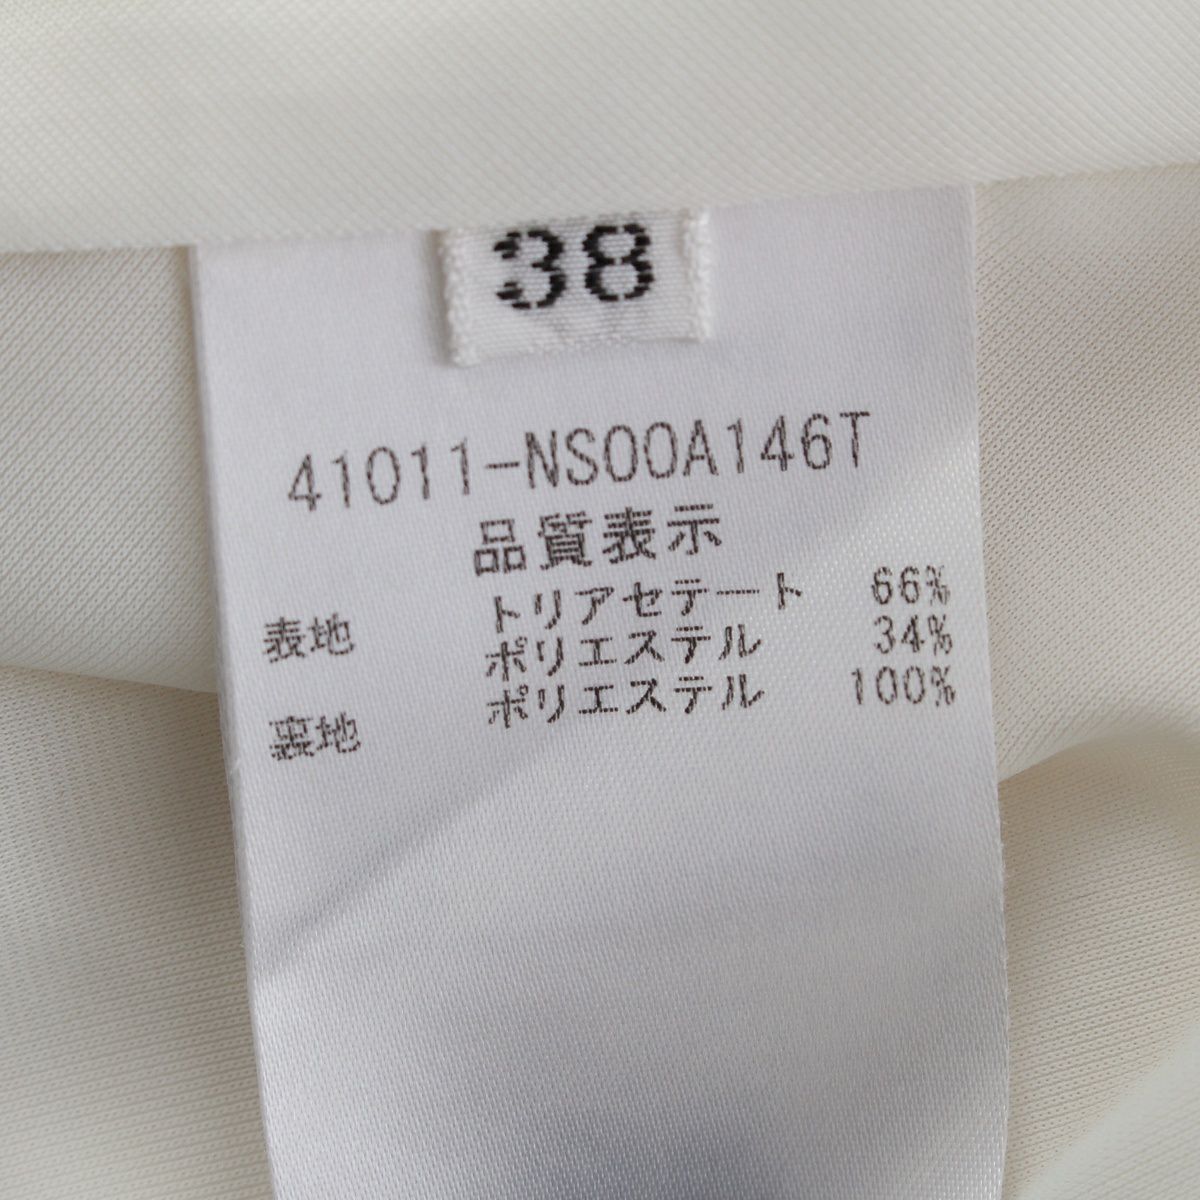 38
41011-NS00A146T
品質表示
表地 トリアセテート 66%
ポリエステル 34%
裏地 ポリエステル 100%